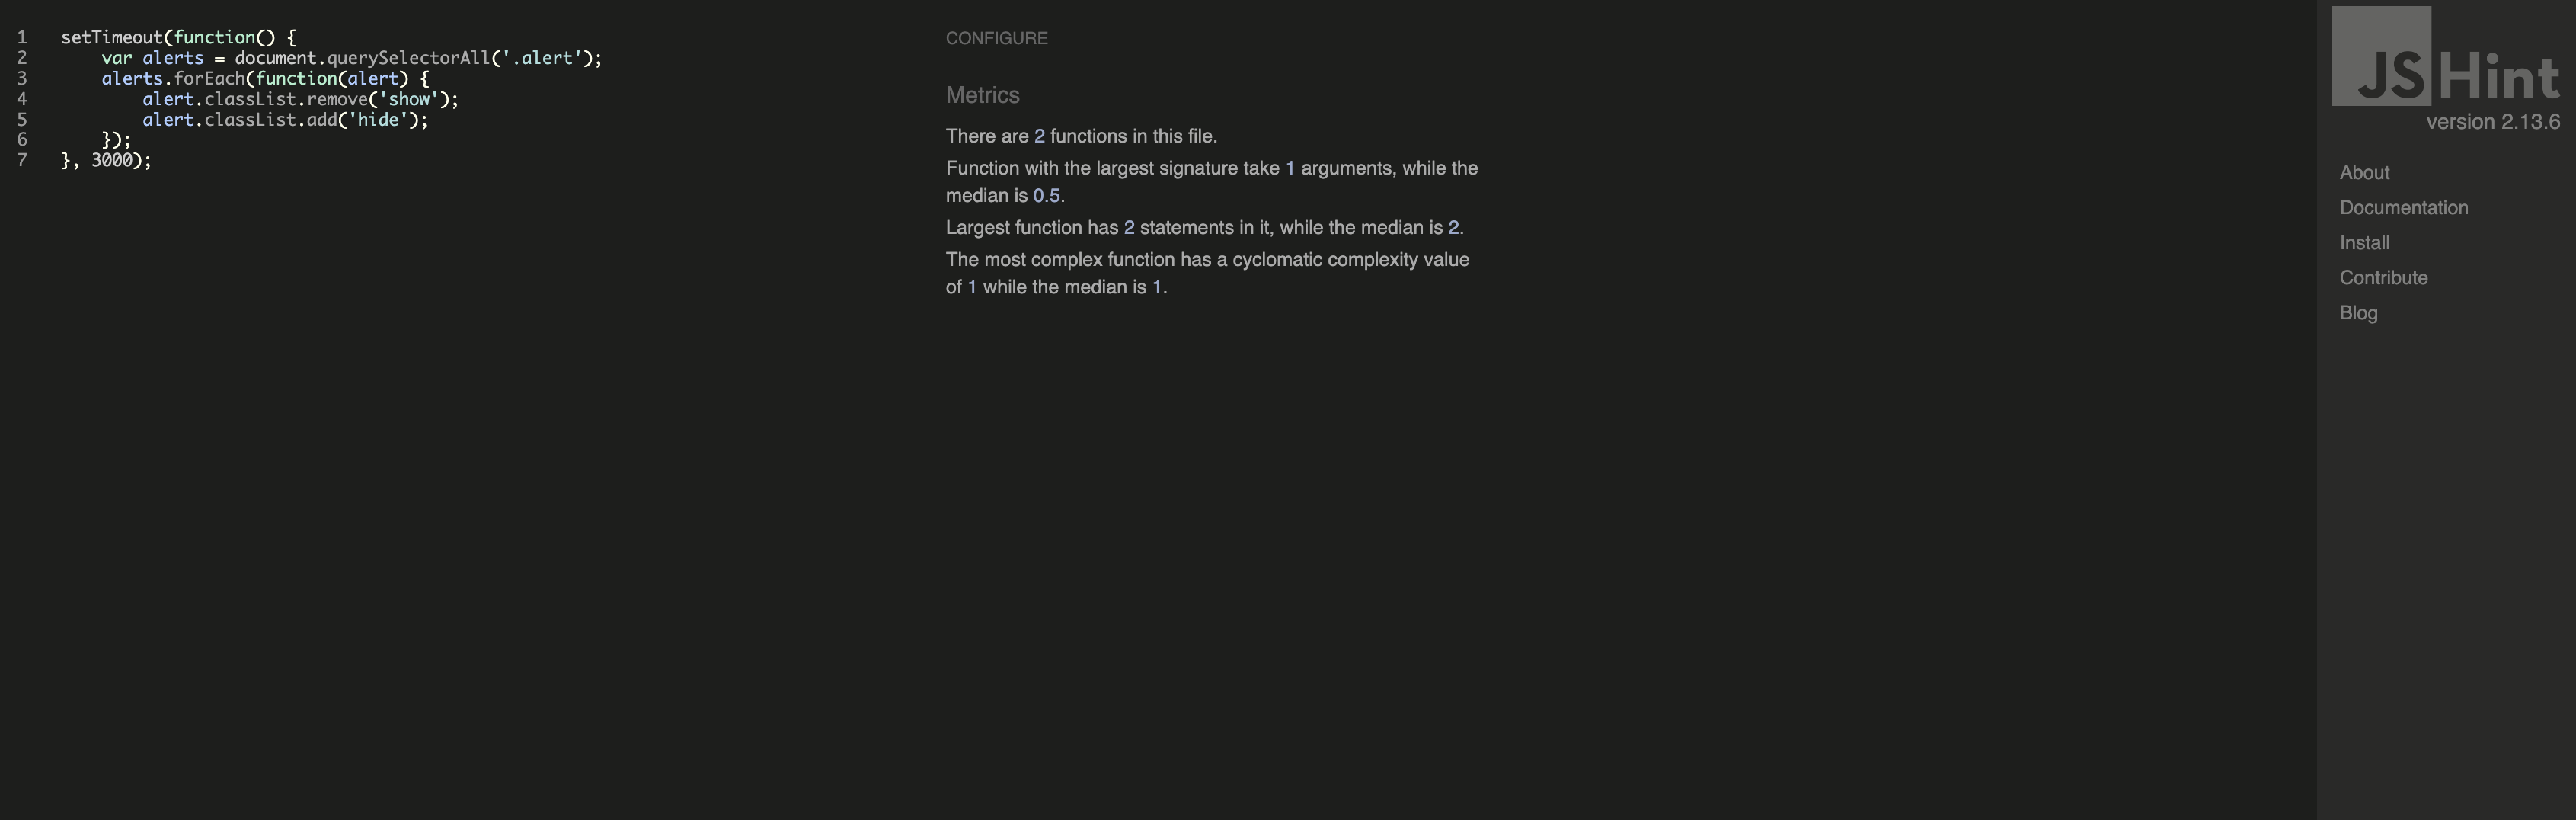 1 setTimeout(function() {
2 var alerts = document.querySelectorAll('.alert');
3 alerts.forEach(function(alert) {
4 alert.classList.remove('show');
5 alert.classList.add('hide');
6 });
7 }, 3000);
CONFIGURE
Metrics
There are 2 functions in this file.
Function with the largest signature take 1 arguments, while the
median is 0.5.
Largest function has 2 statements in it, while the median is 2.
The most complex function has a cyclomatic complexity value
of 1 while the median is 1.
JSHint
version 2.13.6
About
Documentation
Install
Contribute
Blog